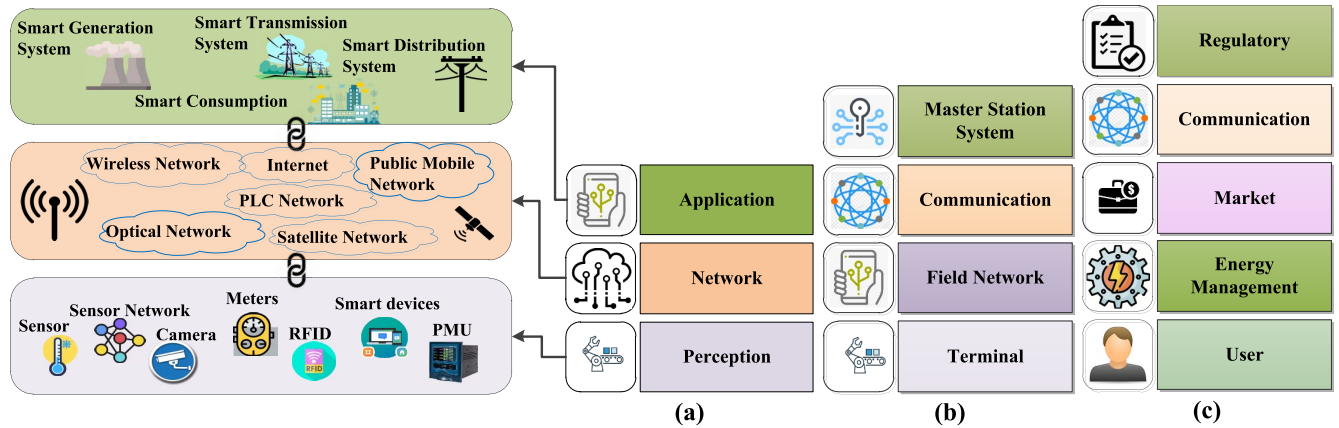 Smart Generation
System
Smart Transmission
System
Smart Distribution
System
Smart Consumption
Wireless Network
Internet
Public Mobile
Network
PLC Network
Optical Network
Satellite Network
Sensor
Sensor Network
Camera
Meters
RFID
RFID
Smart devices
PMU
Application
Network
Perception
(a)
Master Station
System
Communication
Field Network
Terminal
(b)
Regulatory
Communication
$
Market
Energy
Management
User
(c)